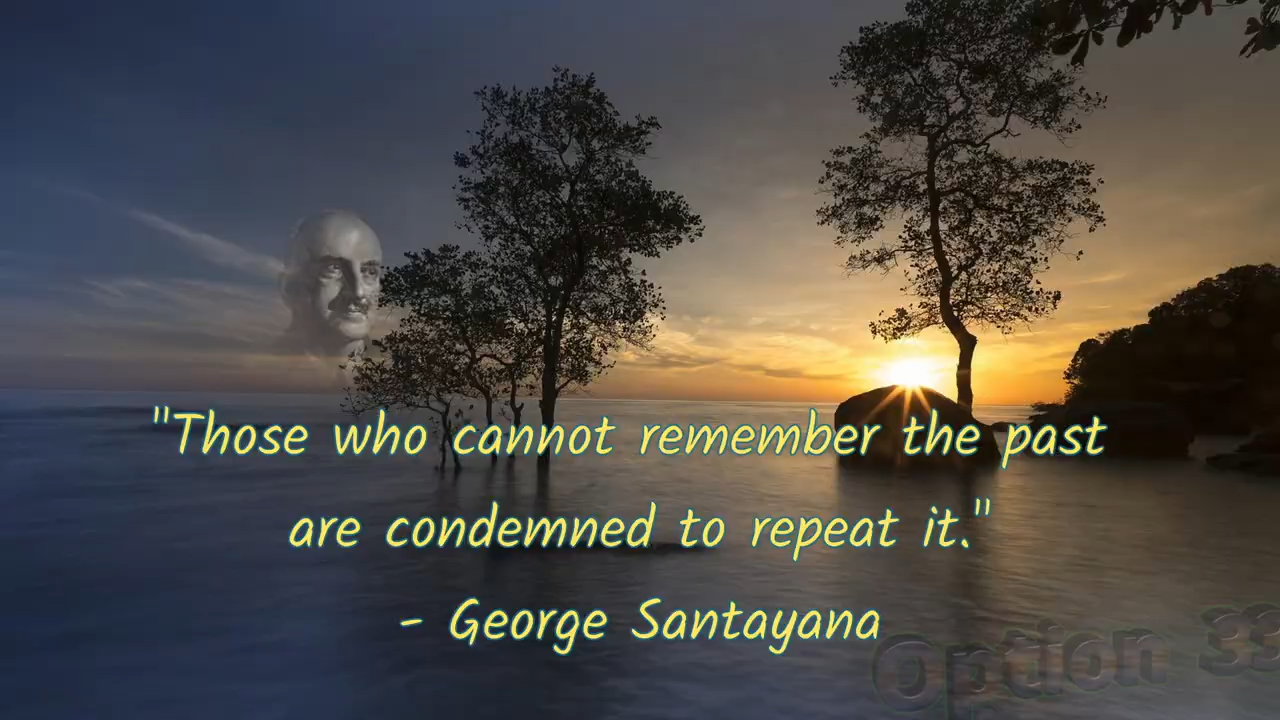 "Those who cannot remember the past
are condemned to repeat it."
- George Santayana
Option 33